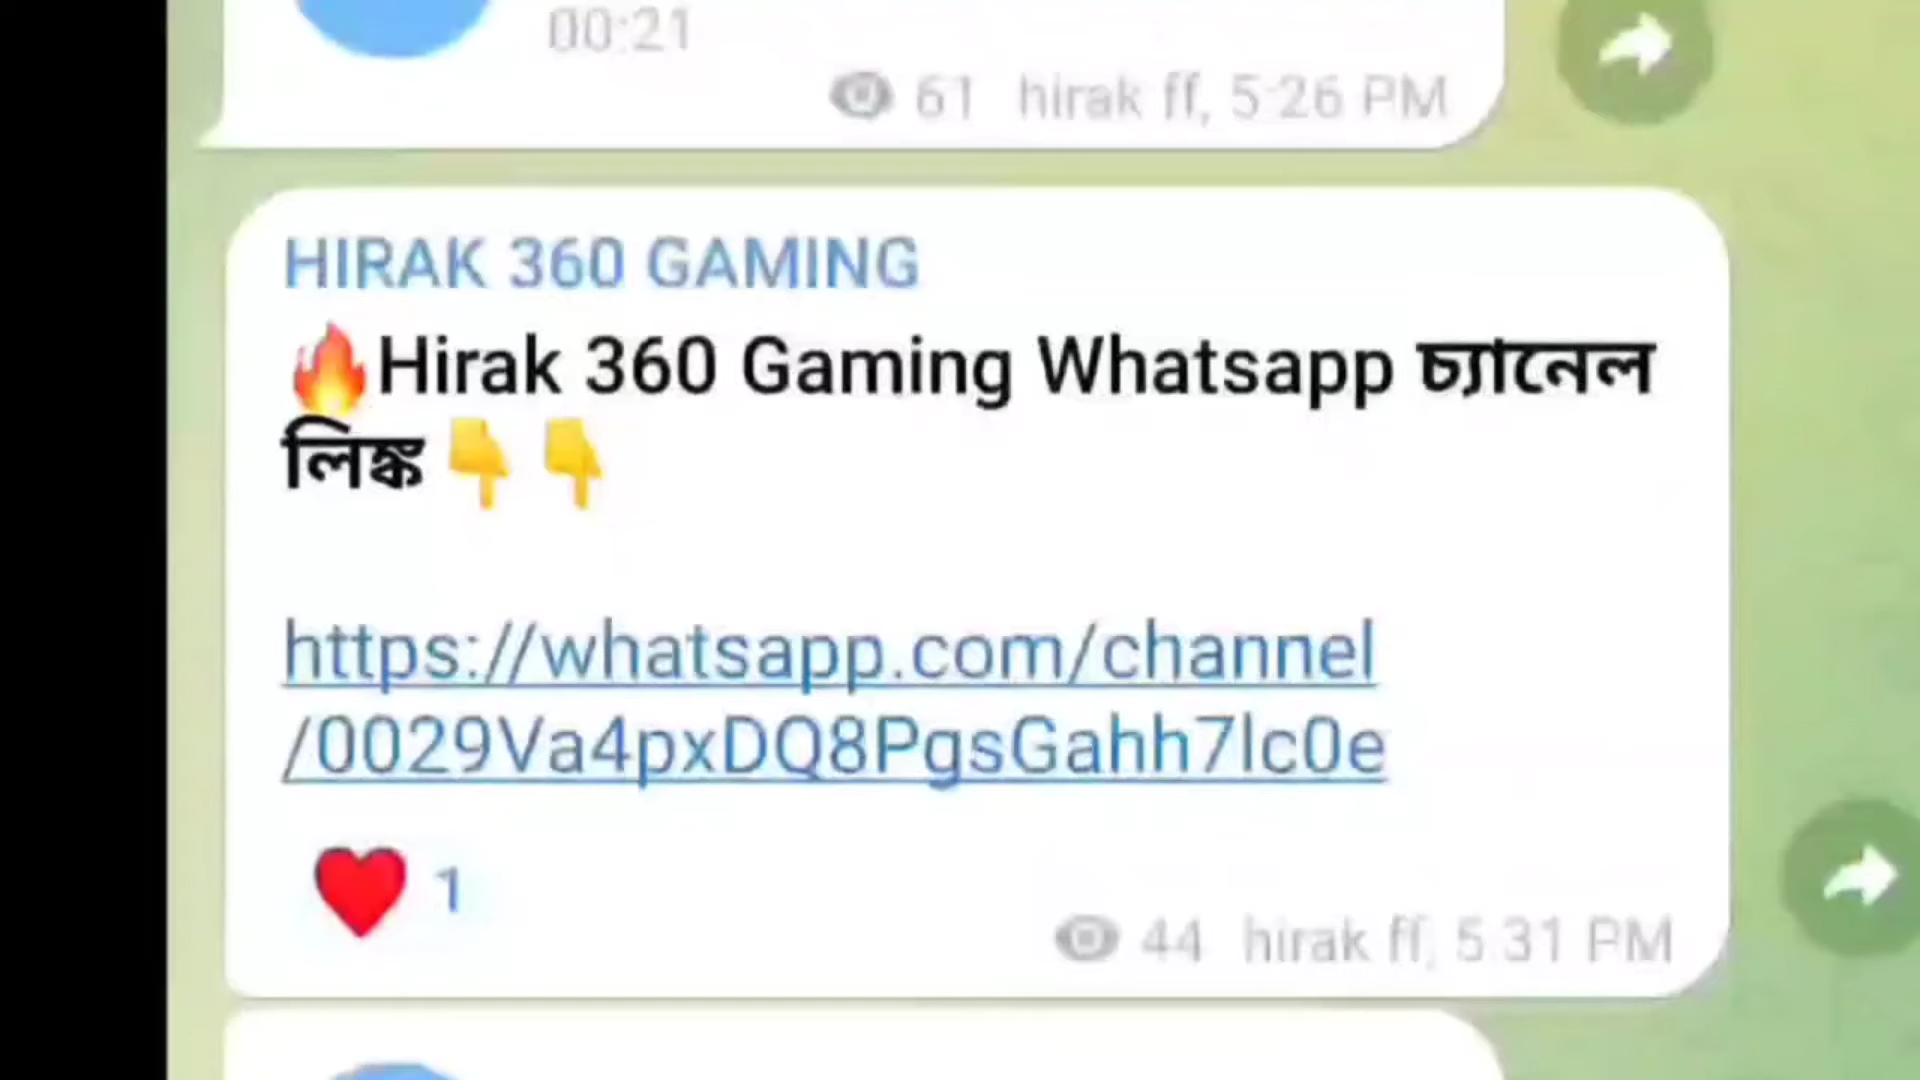 00:21
61 hirak ff, 5:26 PM
HIRAK 360 GAMING
🔥Hirak 360 Gaming Whatsapp চ্যানেল
লিঙ্ক 👇 👇
https://whatsapp.com/channel
/0029Va4pxDQ8PgsGahh7lc0e
❤️ 1
44 hirak ff, 5:31 PM